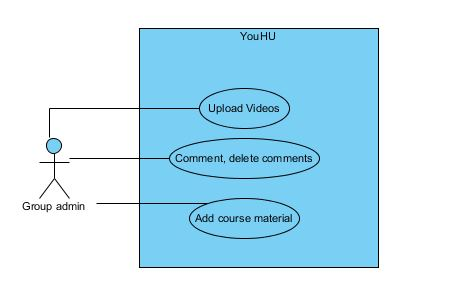 YouHU
Upload Videos
Comment, delete comments
Group admin
Add course material